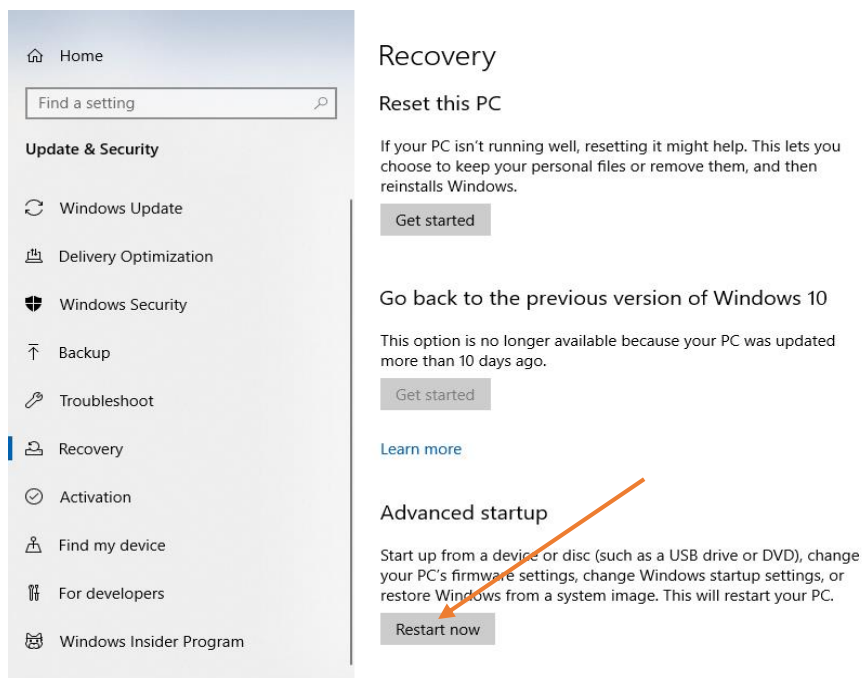 Home
Find a setting
Update & Security
Windows Update
Delivery Optimization
Windows Security
Backup
Troubleshoot
Recovery
Activation
Find my device
For developers
Windows Insider Program
Recovery
Reset this PC
If your PC isn't running well, resetting it might help. This lets you
choose to keep your personal files or remove them, and then
reinstalls Windows.
Get started
Go back to the previous version of Windows 10
This option is no longer available because your PC was updated
more than 10 days ago.
Get started
Learn more
Advanced startup
Start up from a device or disc (such as a USB drive or DVD), change
your PC's firmware settings, change Windows startup settings, or
restore Windows from a system image. This will restart your PC.
Restart now